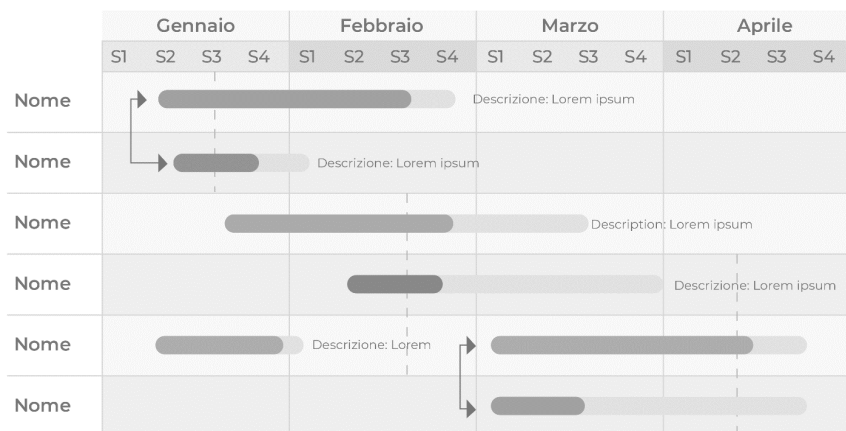 Gennaio Febbraio Marzo Aprile
S1 S2 S3 S4 S1 S2 S3 S4 S1 S2 S3 S4 S1 S2 S3 S4
Nome Descrizione: Lorem ipsum
Nome Descrizione: Lorem ipsum
Nome Description: Lorem ipsum
Nome Descrizione: Lorem ipsum
Nome Descrizione: Lorem
Nome